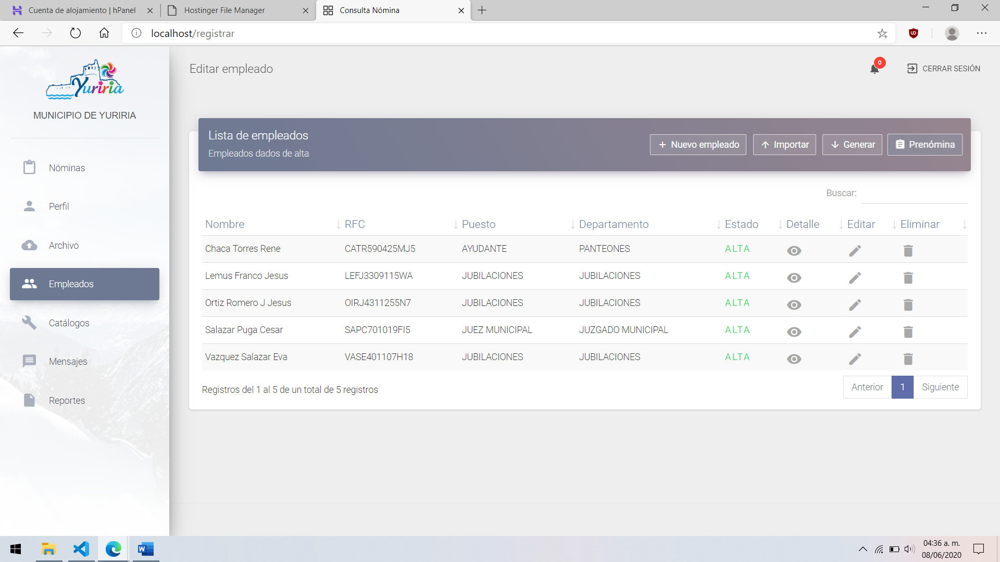 Cuenta de alojamiento | hPanel
Hostinger File Manager
Consulta Nómina
localhost/registrar
Yuriria
MUNICIPIO DE YURIRIA
Nóminas
Perfil
Archivo
Empleados
Catálogos
Mensajes
Reportes
Editar empleado
0
CERRAR SESIÓN
Lista de empleados
Empleados dados de alta
Nuevo empleado
Importar
Generar
Prenómina
Buscar:
Nombre RFC Puesto Departamento Estado Detalle Editar Eliminar
Chaca Torres Rene CATR590425MJ5 AYUDANTE PANTEONES ALTA
Lemus Franco Jesus LEFJ3309115WA JUBILACIONES JUBILACIONES ALTA
Ortiz Romero J Jesus OIRJ4311255N7 JUBILACIONES JUBILACIONES ALTA
Salazar Puga Cesar SAPC701019FI5 JUEZ MUNICIPAL JUZGADO MUNICIPAL ALTA
Vazquez Salazar Eva VASE401107H18 JUBILACIONES JUBILACIONES ALTA
Registros del 1 al 5 de un total de 5 registros
Anterior 1 Siguiente
04:36 a. m.
08/06/2020